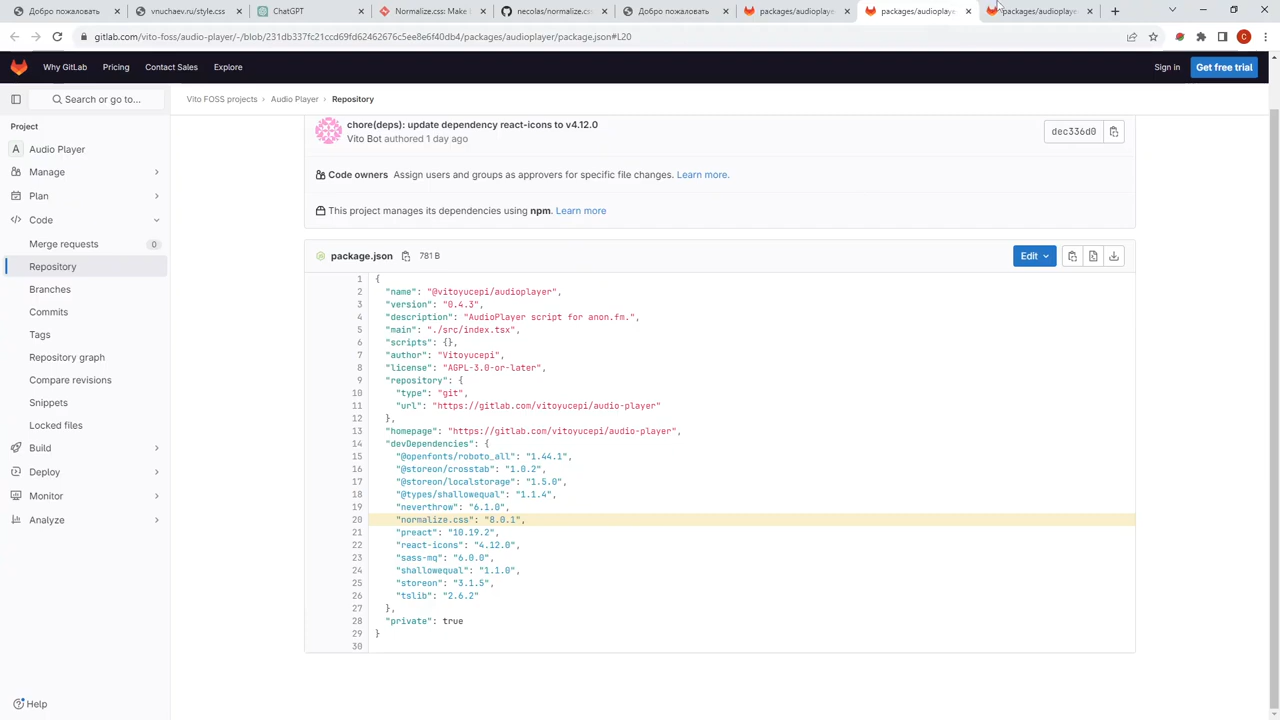 Добро пожаловать
vnuchaev.ru/style.css
ChatGPT
Normalize.css: Make
necolas/normalize.css
Добро пожаловать
packages/audioplaye
packages/audioplaye
packages/audioplaye
gitlab.com/vito-foss/audio-player/-/blob/231db337fc21ccd69fd62462676c5ee8e6f40db4/packages/audioplayer/package.json#L20
C
Why GitLab
Pricing
Contact Sales
Explore
Sign in
Get free trial
Search or go to...
Vito FOSS projects > Audio Player > Repository
Project
A Audio Player
Manage
Plan
Code
Merge requests 0
Repository
Branches
Commits
Tags
Repository graph
Compare revisions
Snippets
Locked files
Build
Deploy
Monitor
Analyze
Help
chore(deps): update dependency react-icons to v4.12.0
Vito Bot authored 1 day ago
dec336d0
Code owners Assign users and groups as approvers for specific file changes. Learn more.
This project manages its dependencies using npm. Learn more
package.json 781 B
Edit
1 {
2 "name": "@vitoyucepi/audioplayer",
3 "version": "0.4.3",
4 "description": "AudioPlayer script for anon.fm.",
5 "main": "./src/index.tsx",
6 "scripts": {},
7 "author": "Vitoyucepi",
8 "license": "AGPL-3.0-or-later",
9 "repository": {
10 "type": "git",
11 "url": "https://gitlab.com/vitoyucepi/audio-player"
12 },
13 "homepage": "https://gitlab.com/vitoyucepi/audio-player",
14 "devDependencies": {
15 "@openfonts/roboto_all": "1.44.1",
16 "@storeon/crosstab": "1.0.2",
17 "@storeon/localstorage": "1.5.0",
18 "@types/shallowequal": "1.1.4",
19 "neverthrow": "6.1.0",
20 "normalize.css": "8.0.1",
21 "preact": "10.19.2",
22 "react-icons": "4.12.0",
23 "sass-mq": "6.0.0",
24 "shallowequal": "1.1.0",
25 "storeon": "3.1.5",
26 "tslib": "2.6.2"
27 },
28 "private": true
29 }
30